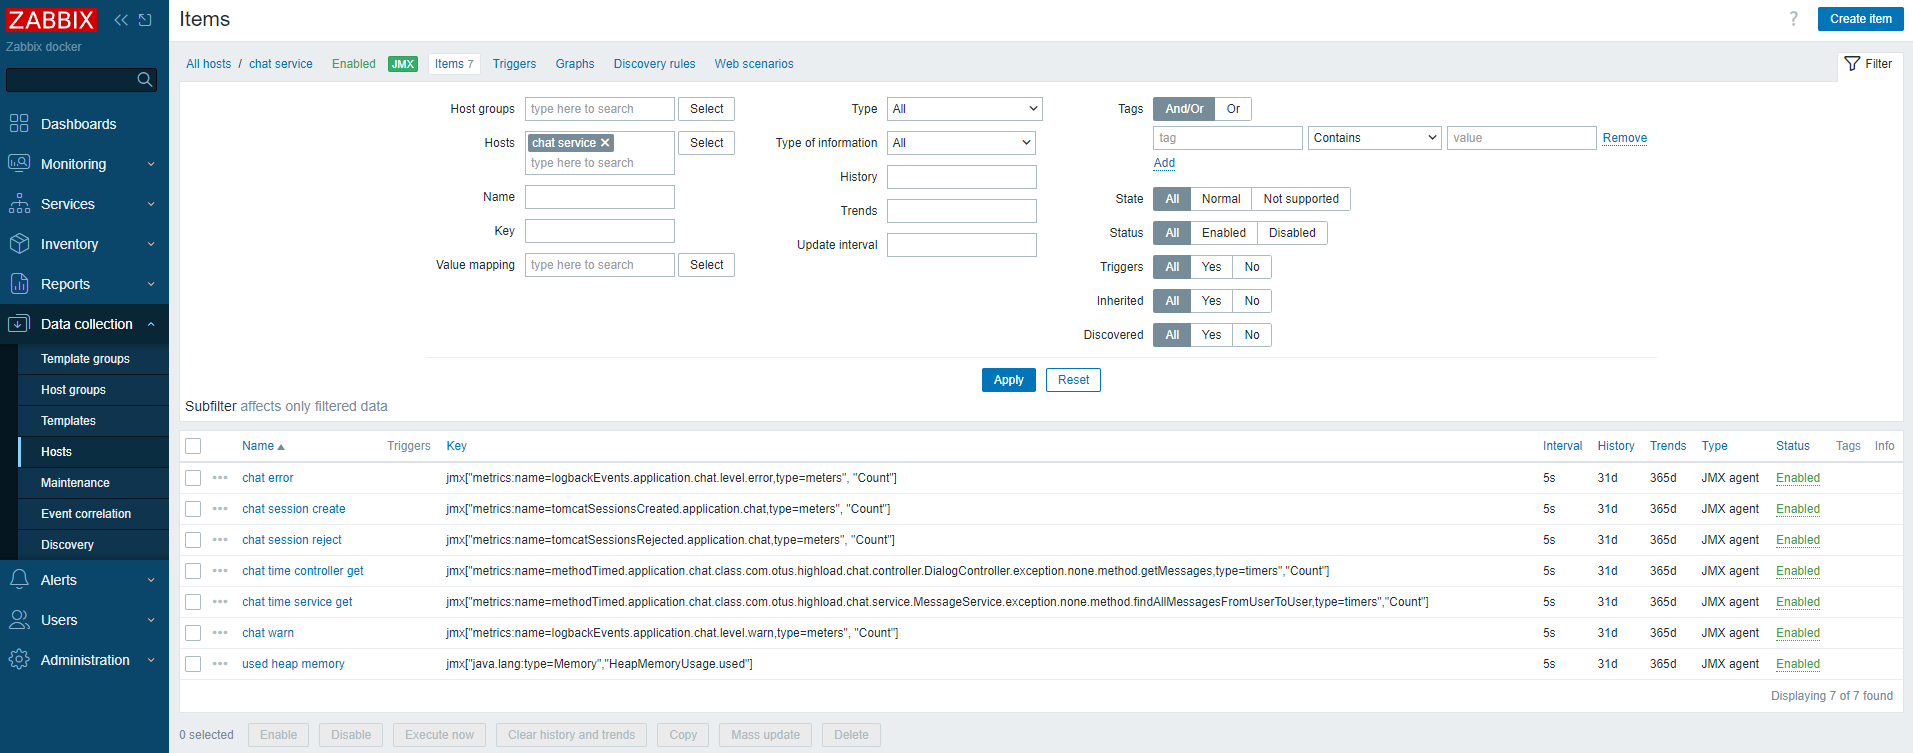 ZABBIX
Zabbix docker
Dashboards
Monitoring
Services
Inventory
Reports
Data collection
Template groups
Host groups
Templates
Hosts
Maintenance
Event correlation
Discovery
Alerts
Users
Administration
Items
? Create item
All hosts / chat service Enabled JMX Items 7 Triggers Graphs Discovery rules Web scenarios Filter
Host groups type here to search Select Type All Tags And/Or Or
tag Contains value Remove
Hosts chat service type here to search Select Type of information All
Add
History
Name State All Normal Not supported
Trends
Key Status All Enabled Disabled
Update interval
Value mapping type here to search Select Triggers All Yes No
Inherited All Yes No
Discovered All Yes No
Apply Reset
Subfilter affects only filtered data
Name Triggers Key Interval History Trends Type Status Tags Info
chat error jmx["metrics:name=logbackEvents.application.chat.level.error,type=meters", "Count"] 5s 31d 365d JMX agent Enabled
chat session create jmx["metrics:name=tomcatSessionsCreated.application.chat,type=meters", "Count"] 5s 31d 365d JMX agent Enabled
chat session reject jmx["metrics:name=tomcatSessionsRejected.application.chat,type=meters", "Count"] 5s 31d 365d JMX agent Enabled
chat time controller get jmx["metrics:name=methodTimed.application.chat.class.com.otus.highload.chat.controller.DialogController.exception.none.method.getMessages,type=timers","Count"] 5s 31d 365d JMX agent Enabled
chat time service get jmx["metrics:name=methodTimed.application.chat.class.com.otus.highload.chat.service.MessageService.exception.none.method.findAllMessagesFromUserToUser,type=timers","Count"] 5s 31d 365d JMX agent Enabled
chat warn jmx["metrics:name=logbackEvents.application.chat.level.warn,type=meters", "Count"] 5s 31d 365d JMX agent Enabled
used heap memory jmx["java.lang:type=Memory","HeapMemoryUsage.used"] 5s 31d 365d JMX agent Enabled
Displaying 7 of 7 found
0 selected Enable Disable Execute now Clear history and trends Copy Mass update Delete